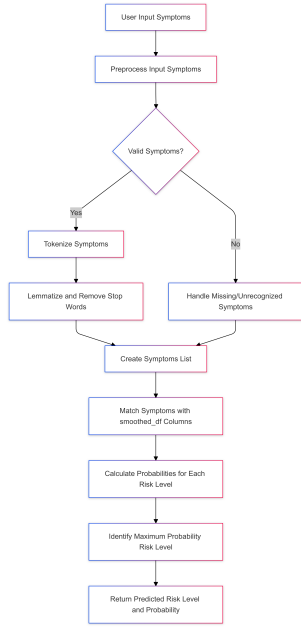 User Input Symptoms
Preprocess Input Symptoms
Valid Symptoms?
Yes
No
Tokenize Symptoms
Lemmatize and Remove Stop
Words
Handle Missing/Unrecognized
Symptoms
Create Symptoms List
Match Symptoms with
smoothed_df Columns
Calculate Probabilities for Each
Risk Level
Identify Maximum Probability
Risk Level
Return Predicted Risk Level
and Probability